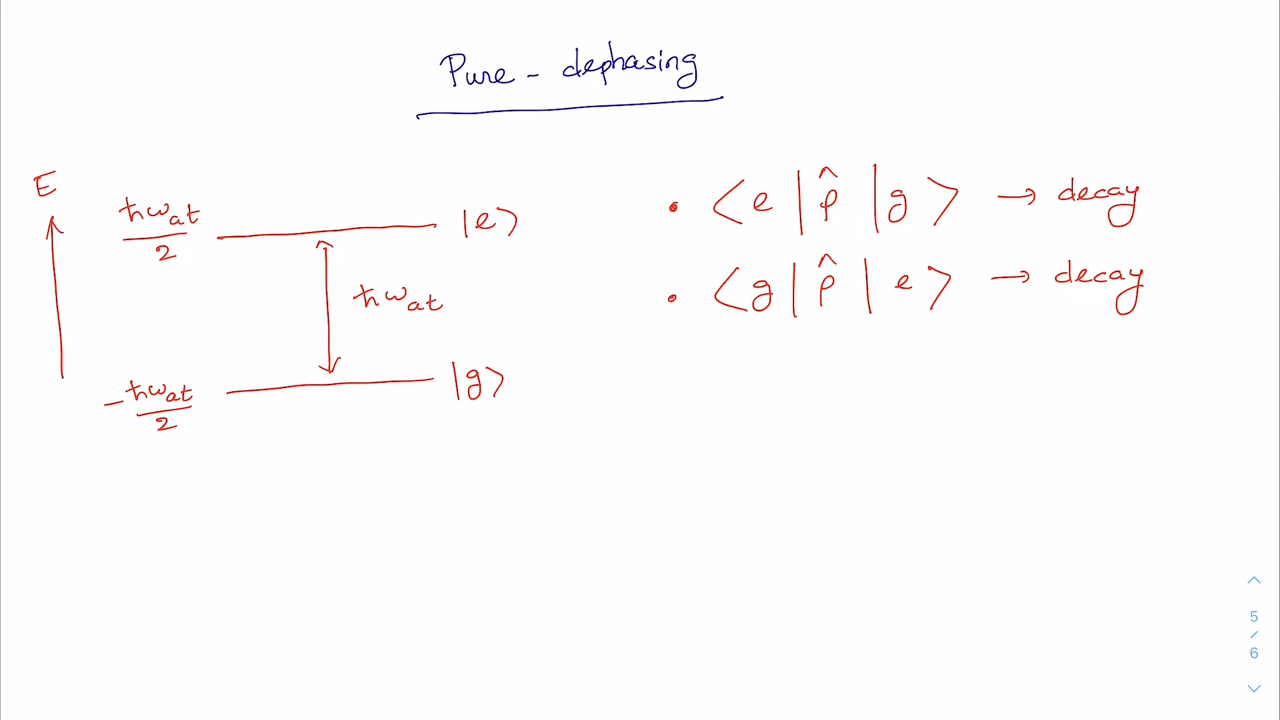 Pure - dephasing
E
ħω_at/2 |e⟩
ħω_at
-ħω_at/2 |g⟩
• ⟨e|ρ̂|g⟩ → decay
• ⟨g|ρ̂|e⟩ → decay
5
/
6